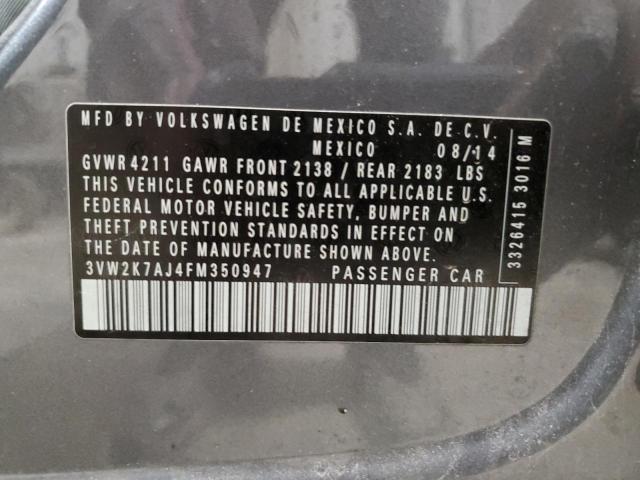 MFD BY VOLKSWAGEN DE MEXICO S.A. DE C.V.
MEXICO 08/14
GVWR 4211 GAWR FRONT 2138 / REAR 2183 LBS
THIS VEHICLE CONFORMS TO ALL APPLICABLE U.S.
FEDERAL MOTOR VEHICLE SAFETY, BUMPER AND
THEFT PREVENTION STANDARDS IN EFFECT ON
THE DATE OF MANUFACTURE SHOWN ABOVE.
3VW2K7AJ4FM350947 PASSENGER CAR
3326415 3016 M